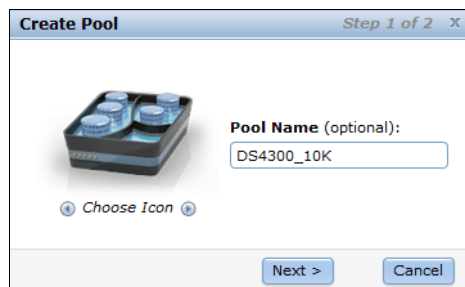 Create Pool Step 1 of 2 x
Pool Name (optional):
DS4300_10K
Choose Icon
Next > Cancel